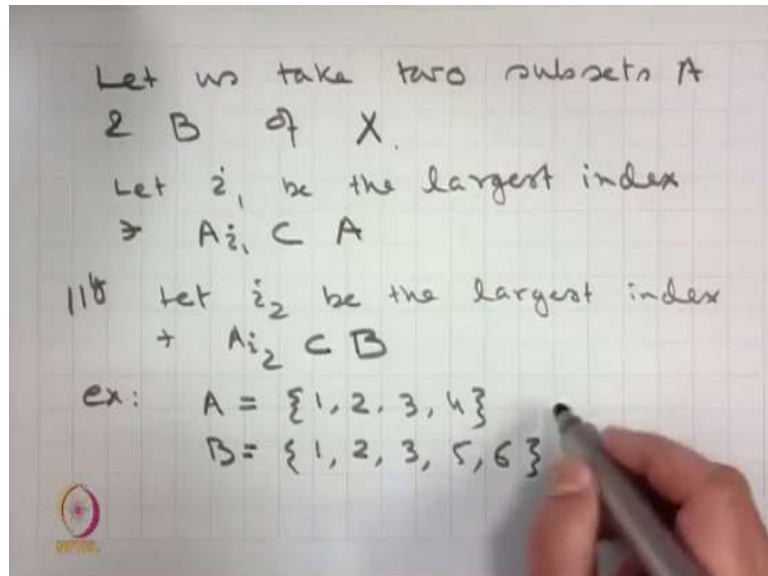 Let us take two subsets A
& B of X.
Let i₁ be the largest index
∋ Ai₁ ⊂ A
111ly Let i₂ be the largest index
∋ Ai₂ ⊂ B
ex: A = {1, 2, 3, 4}
B = {1, 2, 3, 5, 6}